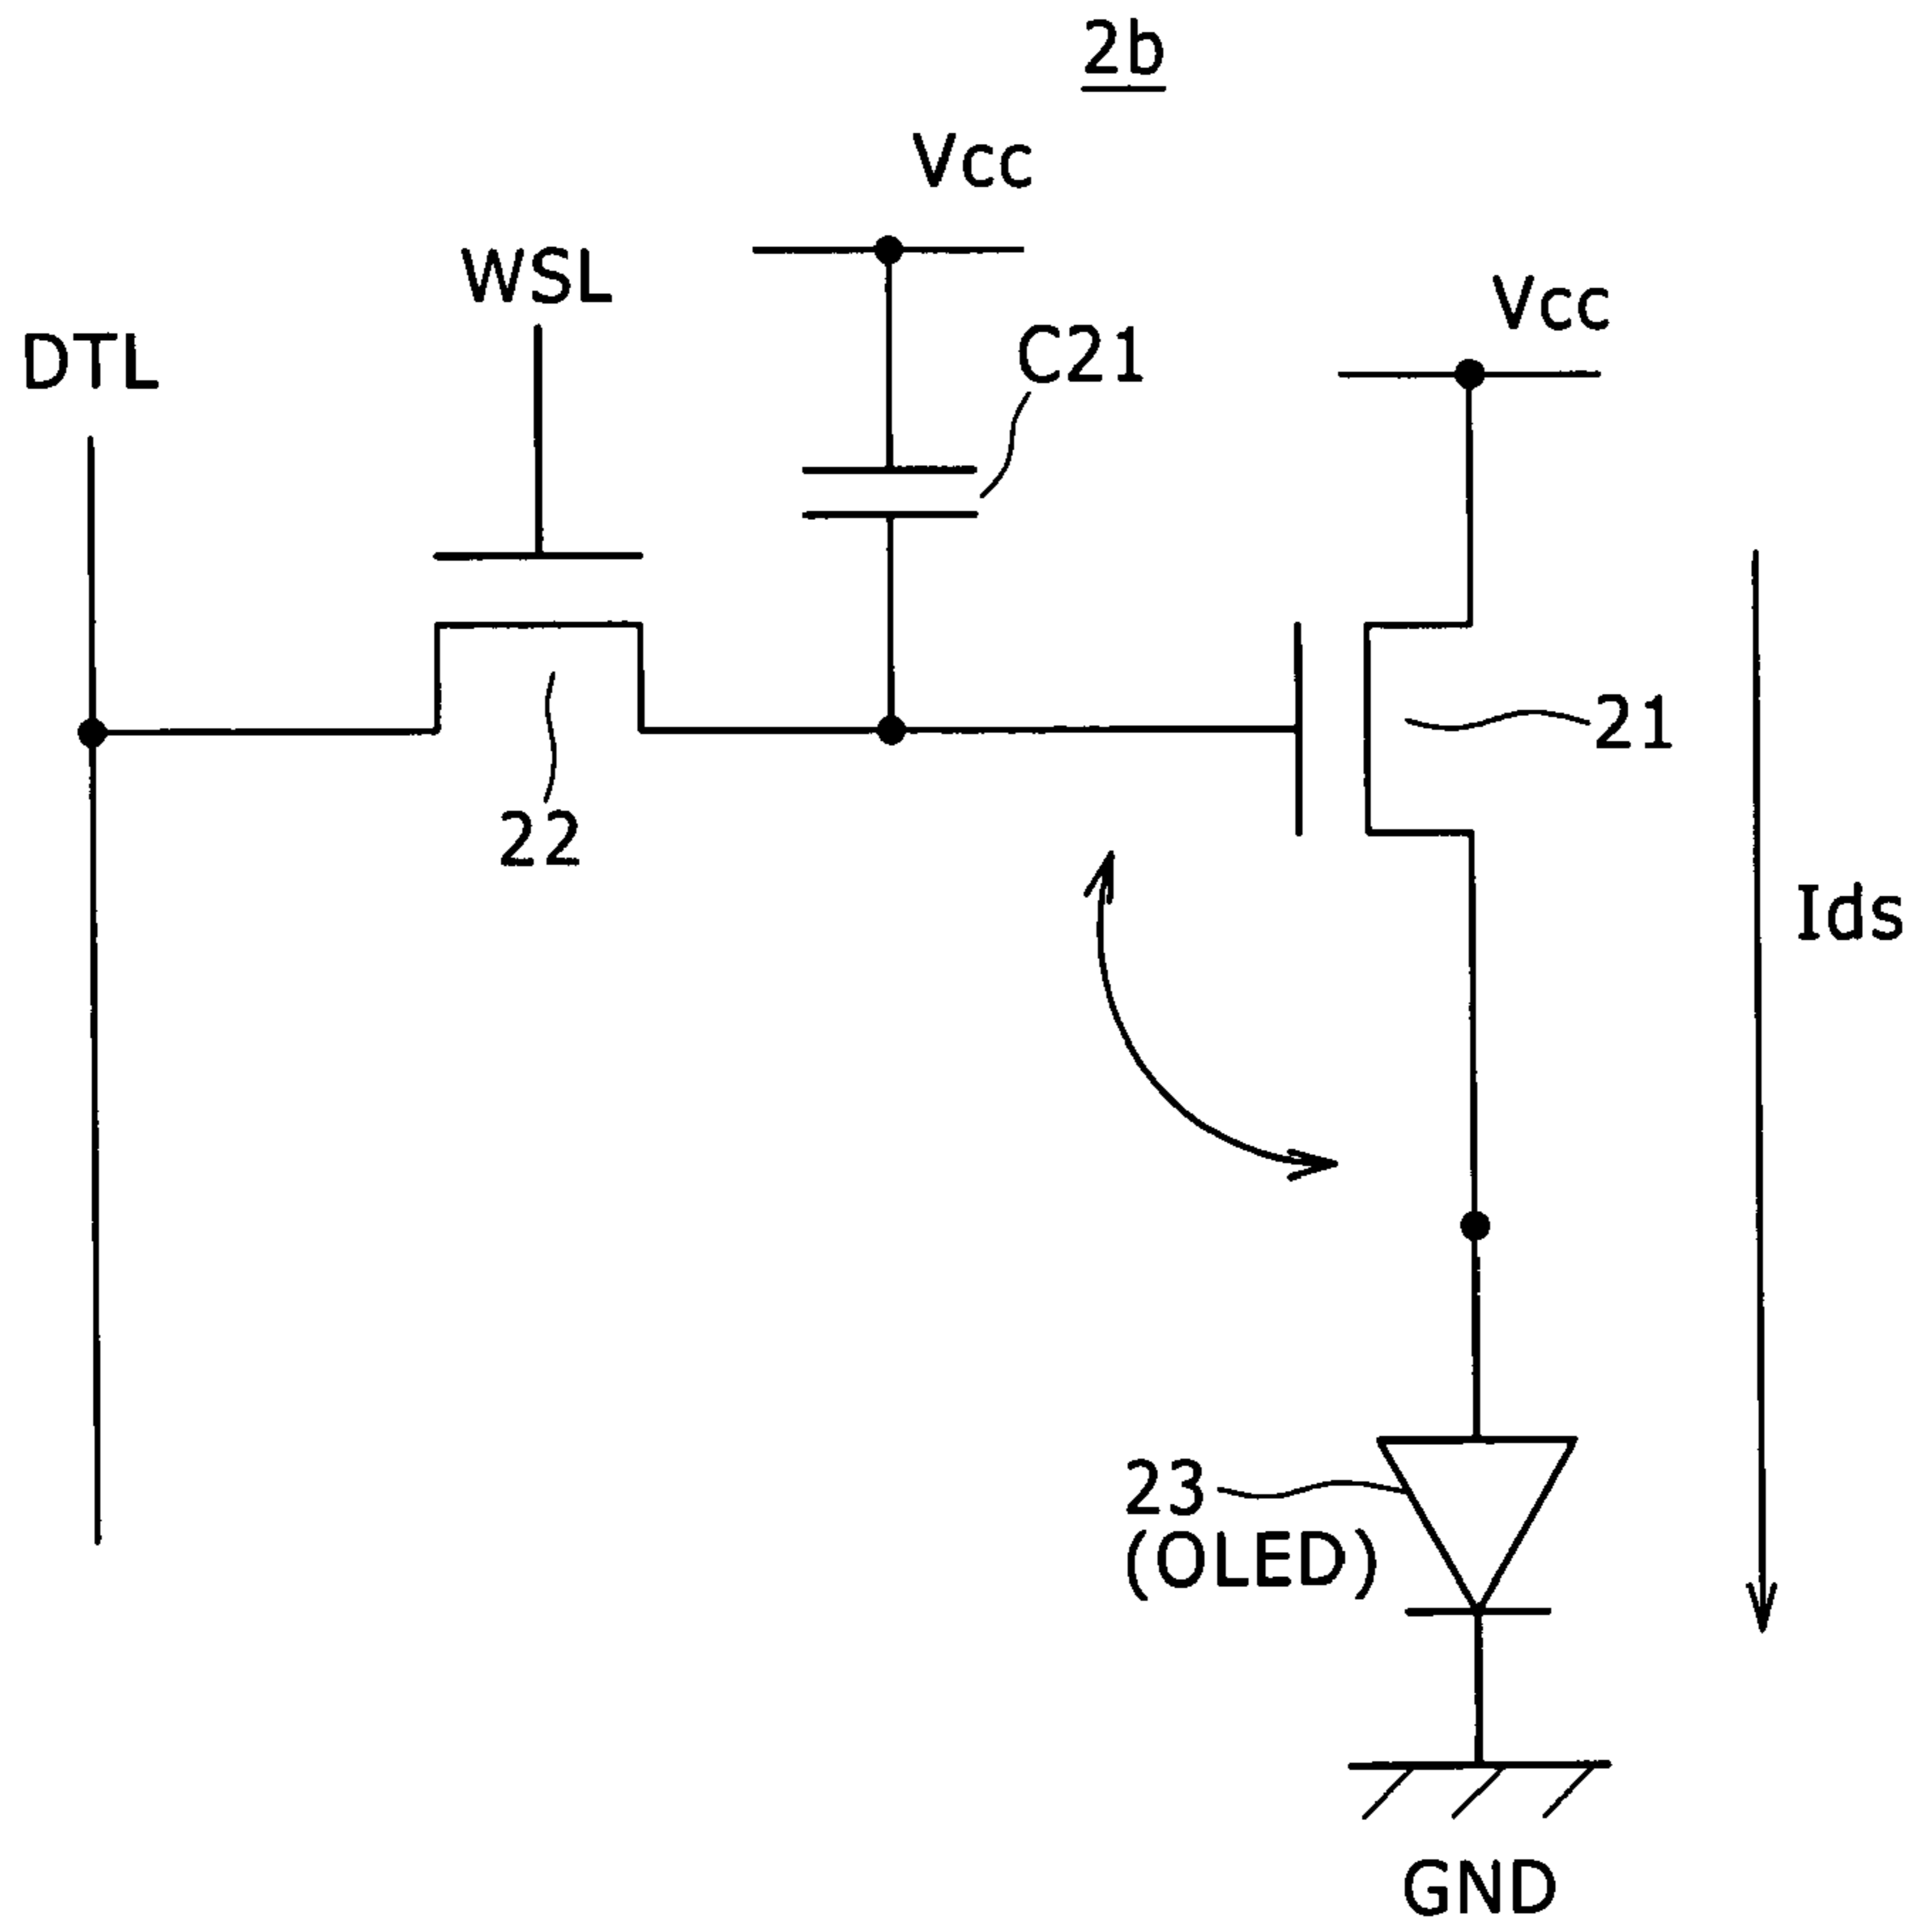 2b
Vcc
WSL
Vcc
DTL
C21
21
22
Ids
23
(OLED)
GND